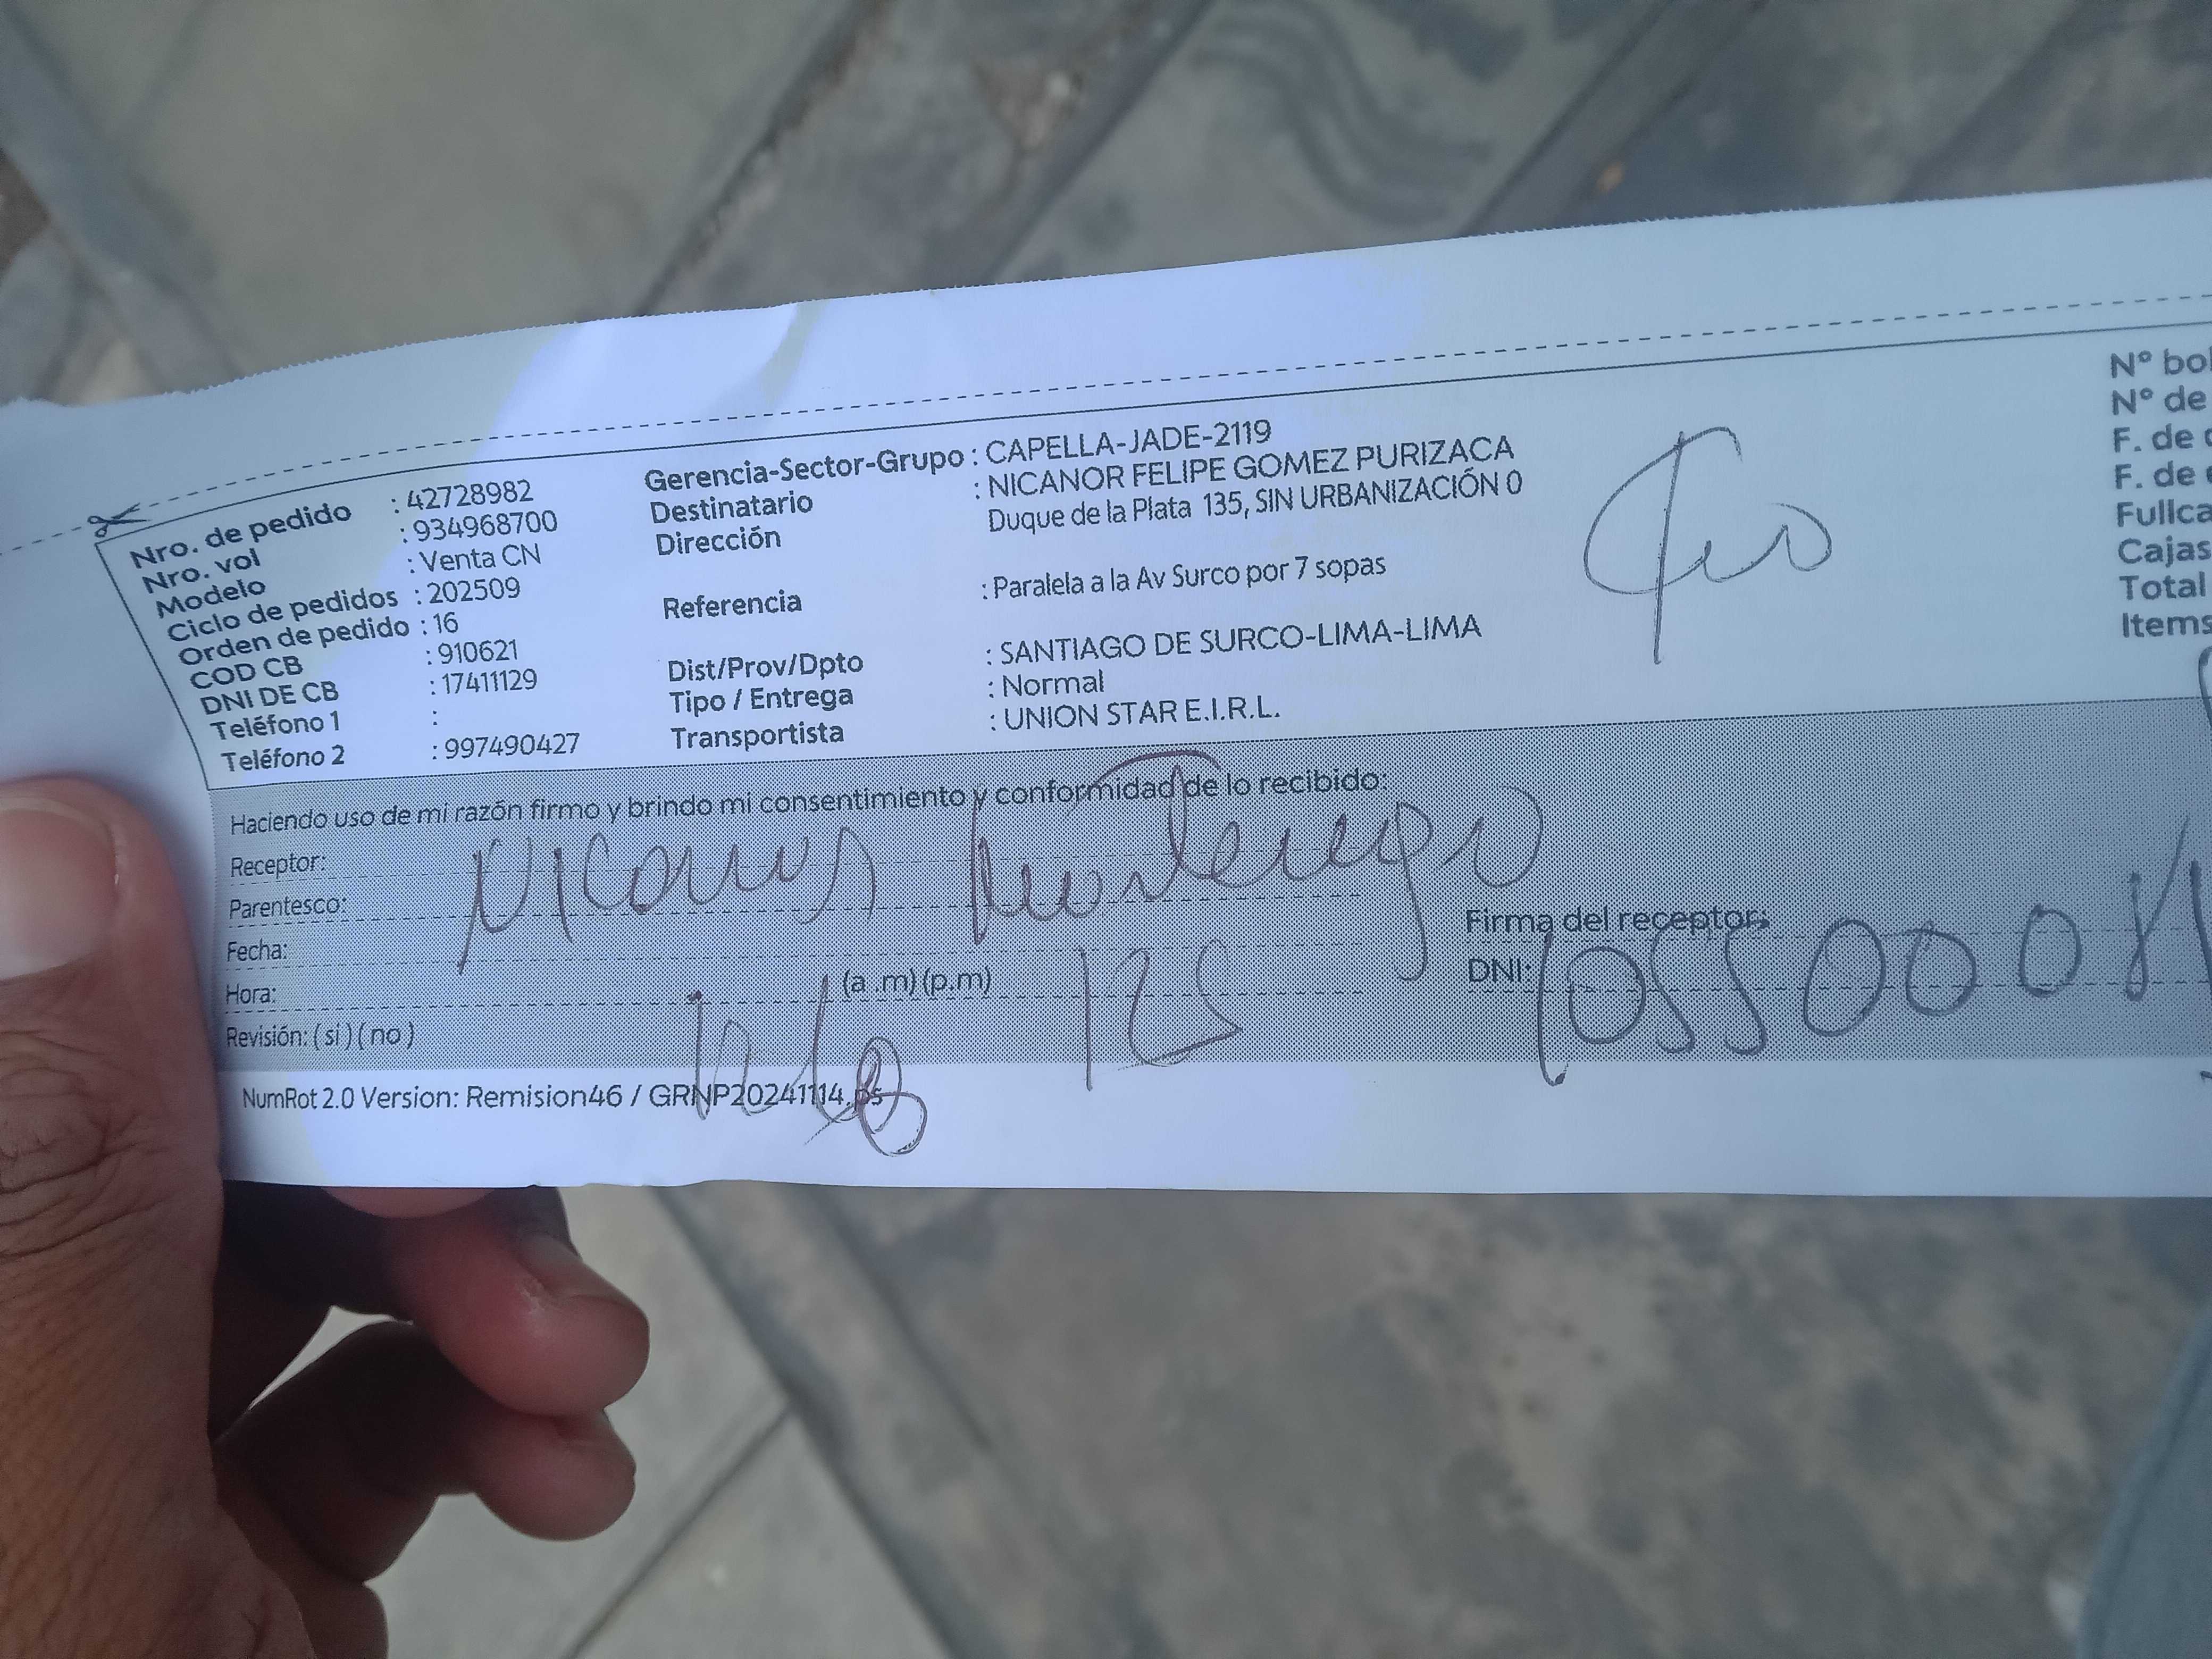 Nro. de pedido : 42728982
Nro. vol : 934968700
Modelo : Venta CN
Ciclo de pedidos : 202509
Orden de pedido : 16
COD CB : 910621
DNI DE CB : 17411129
Teléfono 1 :
Teléfono 2 : 997490427
Gerencia-Sector-Grupo : CAPELLA-JADE-2119
Destinatario : NICANOR FELIPE GOMEZ PURIZACA
Dirección Duque de la Plata 135, SIN URBANIZACIÓN 0
Referencia : Paralela a la Av Surco por 7 sopas
Dist/Prov/Dpto : SANTIAGO DE SURCO-LIMA-LIMA
Tipo / Entrega : Normal
Transportista : UNION STAR E.I.R.L.
N° bol
N° de
F. de
F. de
Fullca
Cajas
Total
Items
Haciendo uso de mi razón firmo y brindo mi consentimiento y conformidad de lo recibido:
Receptor:
Parentesco:
Fecha:
Hora: (a .m) (p.m)
Revisión: ( si ) ( no )
Firma del receptor:
DNI: 10550008
125
NumRot 2.0 Version: Remision46 / GRNP20241114.ps